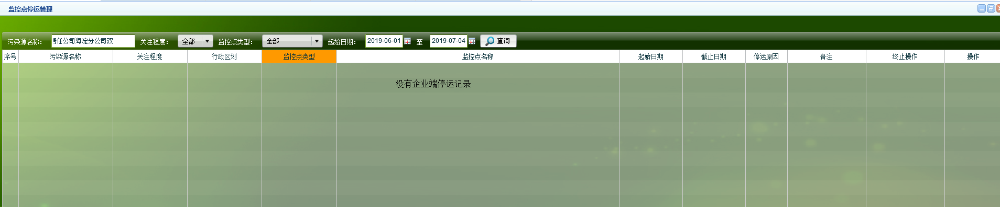 监控点停运管理
污染源名称： 责任公司海淀分公司双 关注程度： 全部 监控点类型： 全部 起始日期： 2019-06-01 至 2019-07-04 查询
序号 污染源名称 关注程度 行政区划 监控点类型 监控点名称 起始日期 截止日期 停运原因 备注 终止操作 操作
没有企业端停运记录